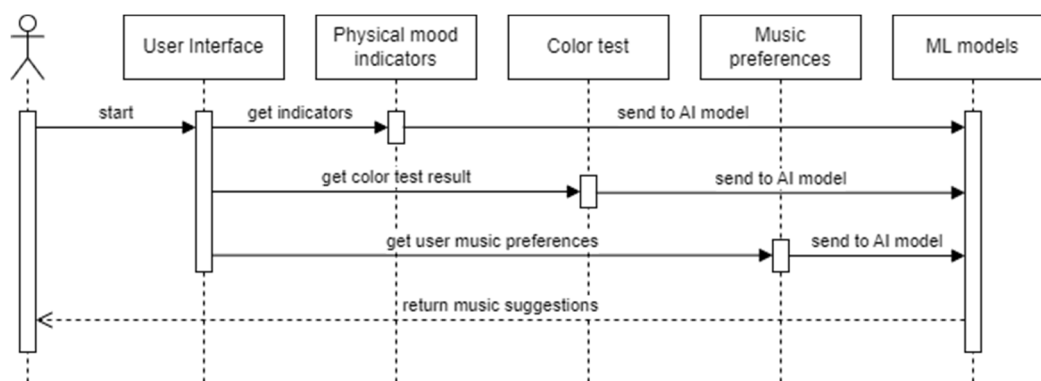 User Interface
Physical mood
indicators
Color test
Music
preferences
ML models
start
get indicators
send to AI model
get color test result
send to AI model
get user music preferences
send to AI model
return music suggestions